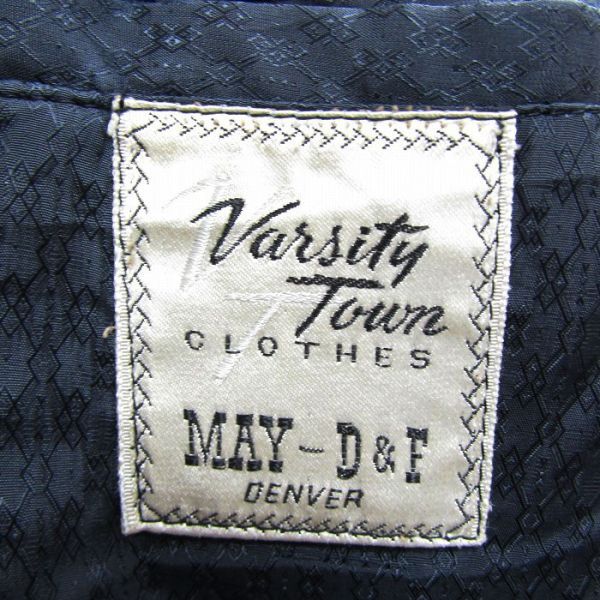 Varsity
Town
CLOTHES
MAY-D&F
DENVER